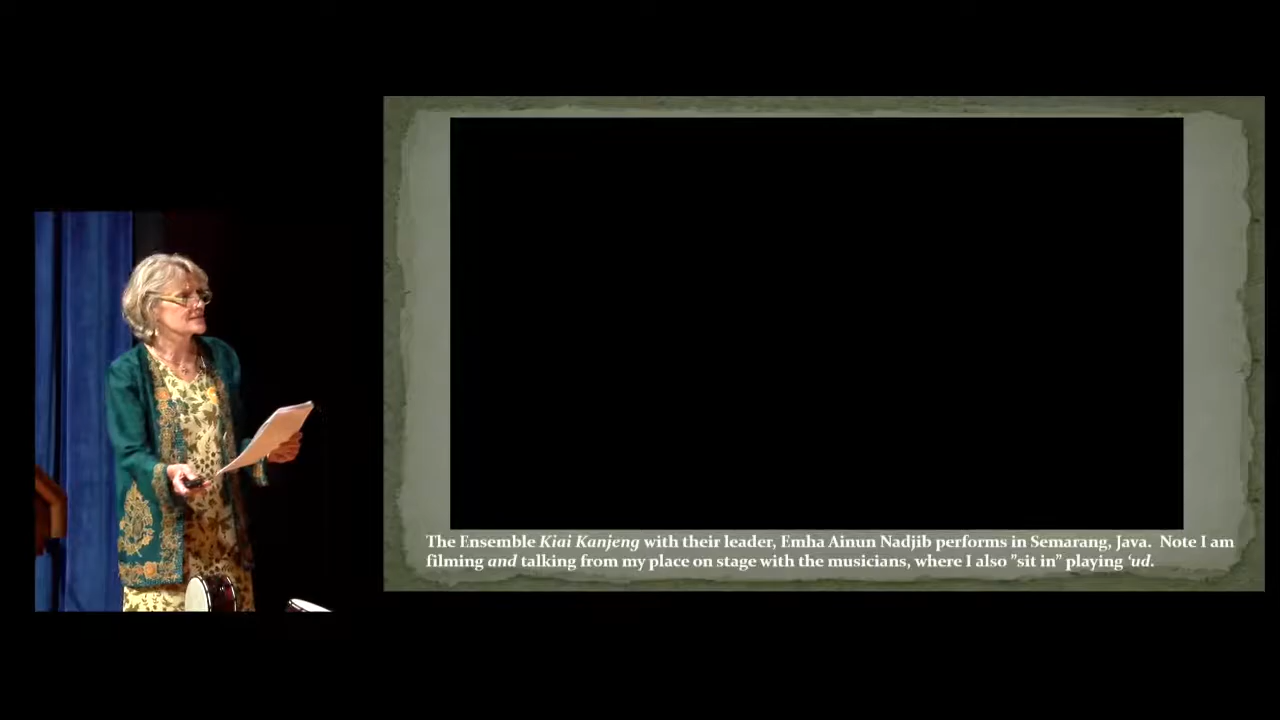 The Ensemble Kiai Kanjeng with their leader, Emha Ainun Nadjib performs in Semarang, Java.  Note I am
filming and talking from my place on stage with the musicians, where I also ”sit in” playing ‘ud.